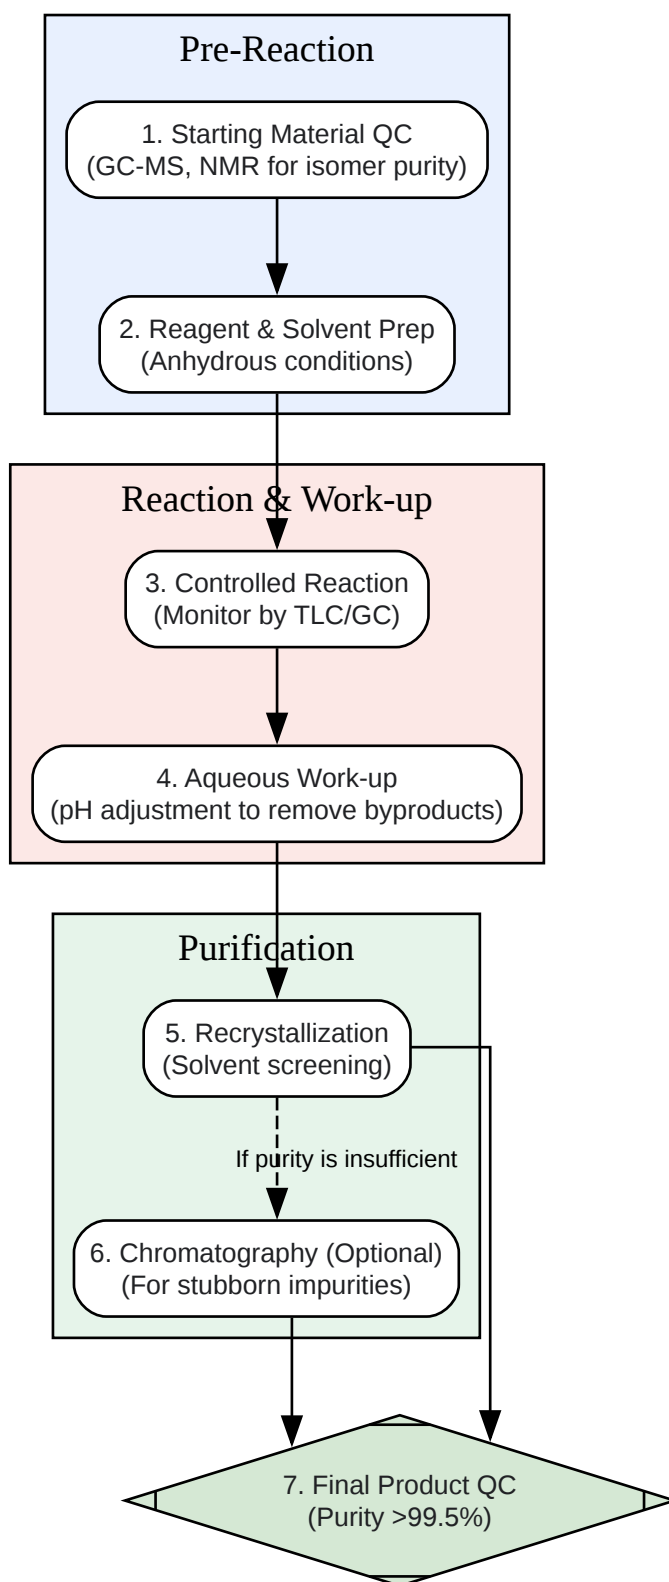 Pre-Reaction
1. Starting Material QC
(GC-MS, NMR for isomer purity)
2. Reagent & Solvent Prep
(Anhydrous conditions)
Reaction & Work-up
3. Controlled Reaction
(Monitor by TLC/GC)
4. Aqueous Work-up
(pH adjustment to remove byproducts)
Purification
5. Recrystallization
(Solvent screening)
If purity is insufficient
6. Chromatography (Optional)
(For stubborn impurities)
7. Final Product QC
(Purity >99.5%)